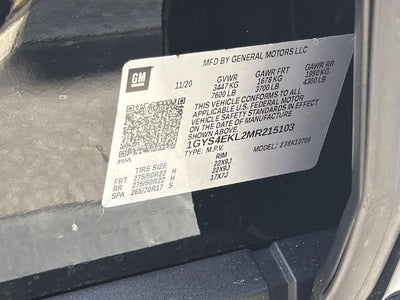 GM
MFD BY GENERAL MOTORS LLC
11/20 GVWR GAWR FRT GAWR RR
3447 KG 1678 KG 1950 KG
7600 LB 3700 LB 4300 LB
THIS VEHICLE CONFORMS TO ALL
APPLICABLE U.S. FEDERAL MOTOR
VEHICLE SAFETY STANDARDS IN EFFECT
ON THE DATE OF MANUFACTURE
SHOWN ABOVE.
1GYS4EKL2MR215103
TYPE: M.P.V. MODEL:
TIRE SIZE RIM
FRT 275/50R22 H 22X9J
RR 275/50R22 H 22X9J
SPA 265/70R17 S 17X7J